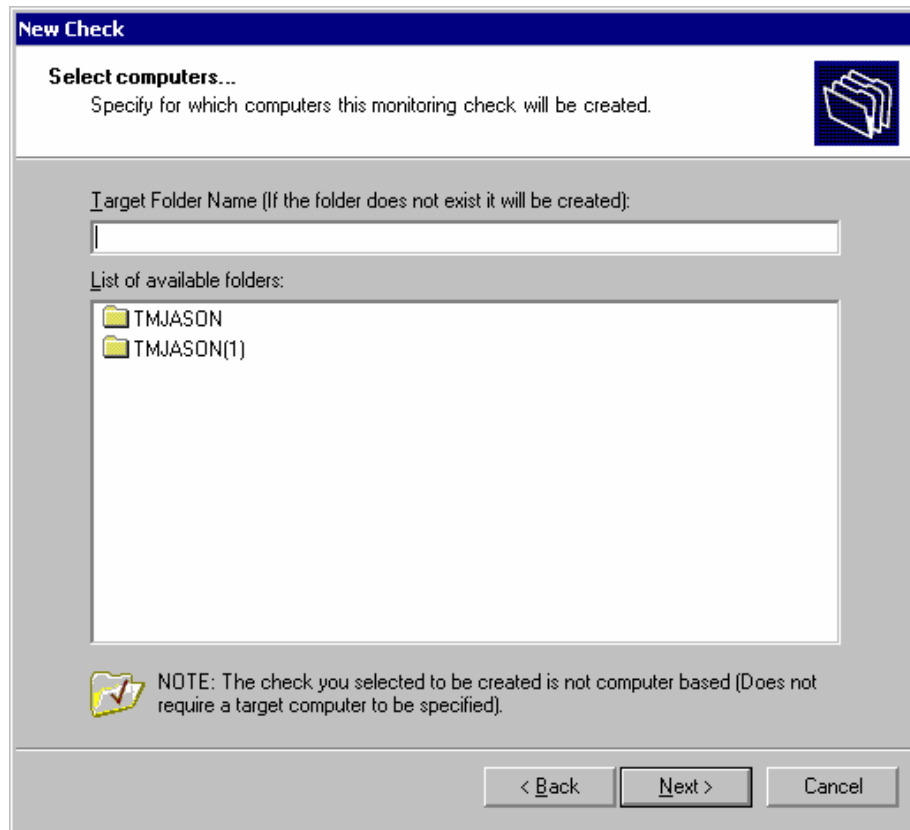 New Check
Select computers...
Specify for which computers this monitoring check will be created.
Target Folder Name (If the folder does not exist it will be created):
List of available folders:
TMJASON
TMJASON(1)
NOTE: The check you selected to be created is not computer based (Does not
require a target computer to be specified).
< Back
Next >
Cancel